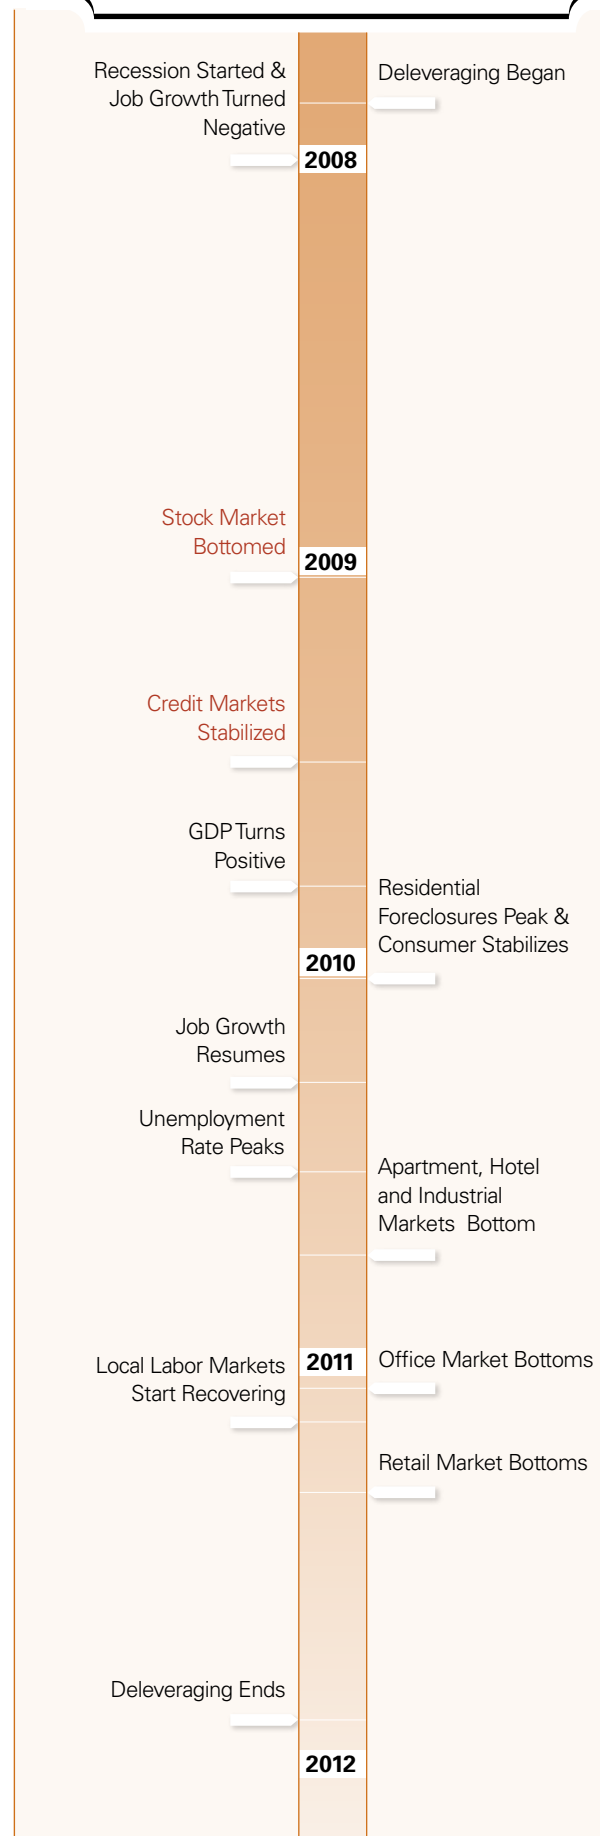 Recession Started &
Job Growth Turned
Negative
Deleveraging Began
2008
Stock Market
Bottomed
2009
Credit Markets
Stabilized
GDP Turns
Positive
Residential
Foreclosures Peak &
Consumer Stabilizes
2010
Job Growth
Resumes
Unemployment
Rate Peaks
Apartment, Hotel
and Industrial
Markets Bottom
2011
Office Market Bottoms
Local Labor Markets
Start Recovering
Retail Market Bottoms
Deleveraging Ends
2012